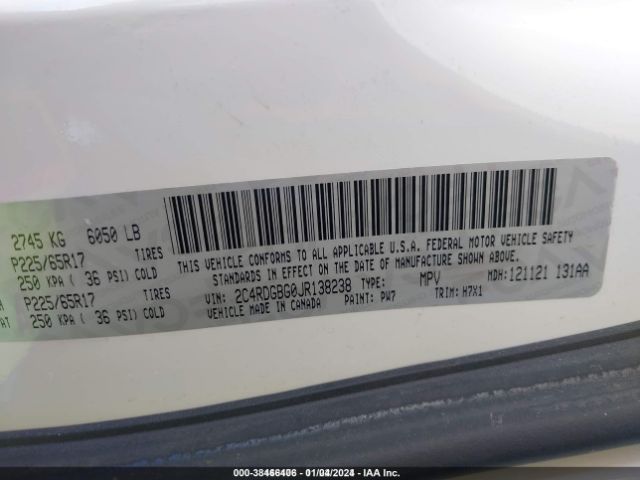 2745 KG 6050 LB
P225/65R17 TIRES
250 KPA ( 36 PSI) COLD
P225/65R17 TIRES
250 KPA ( 36 PSI) COLD
THIS VEHICLE CONFORMS TO ALL APPLICABLE U.S.A. FEDERAL MOTOR VEHICLE SAFETY
STANDARDS IN EFFECT ON THE DATE OF MANUFACTURE SHOWN ABOVE.
VIN: 2C4RDGBG0JR138238 TYPE: MPV MDH:121121 131AA
VEHICLE MADE IN CANADA PAINT: PW7 TRIM: H7X1
- IAA Inc.